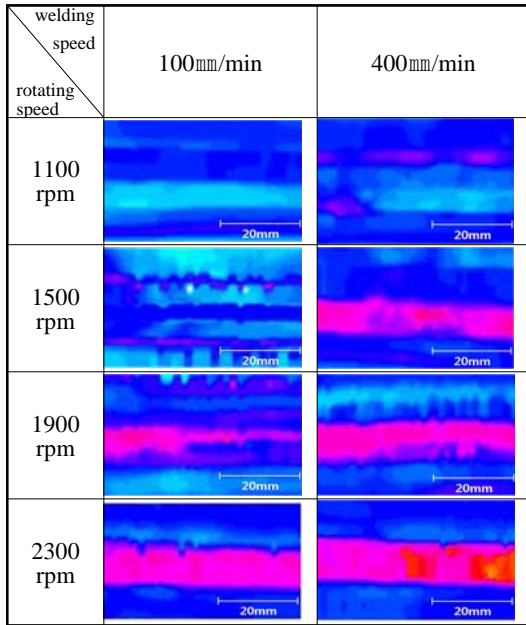 welding
speed
rotating
speed
100㎜/min
400㎜/min
1100
rpm
20mm
20mm
1500
rpm
20mm
20mm
1900
rpm
20mm
20mm
2300
rpm
20mm
20mm